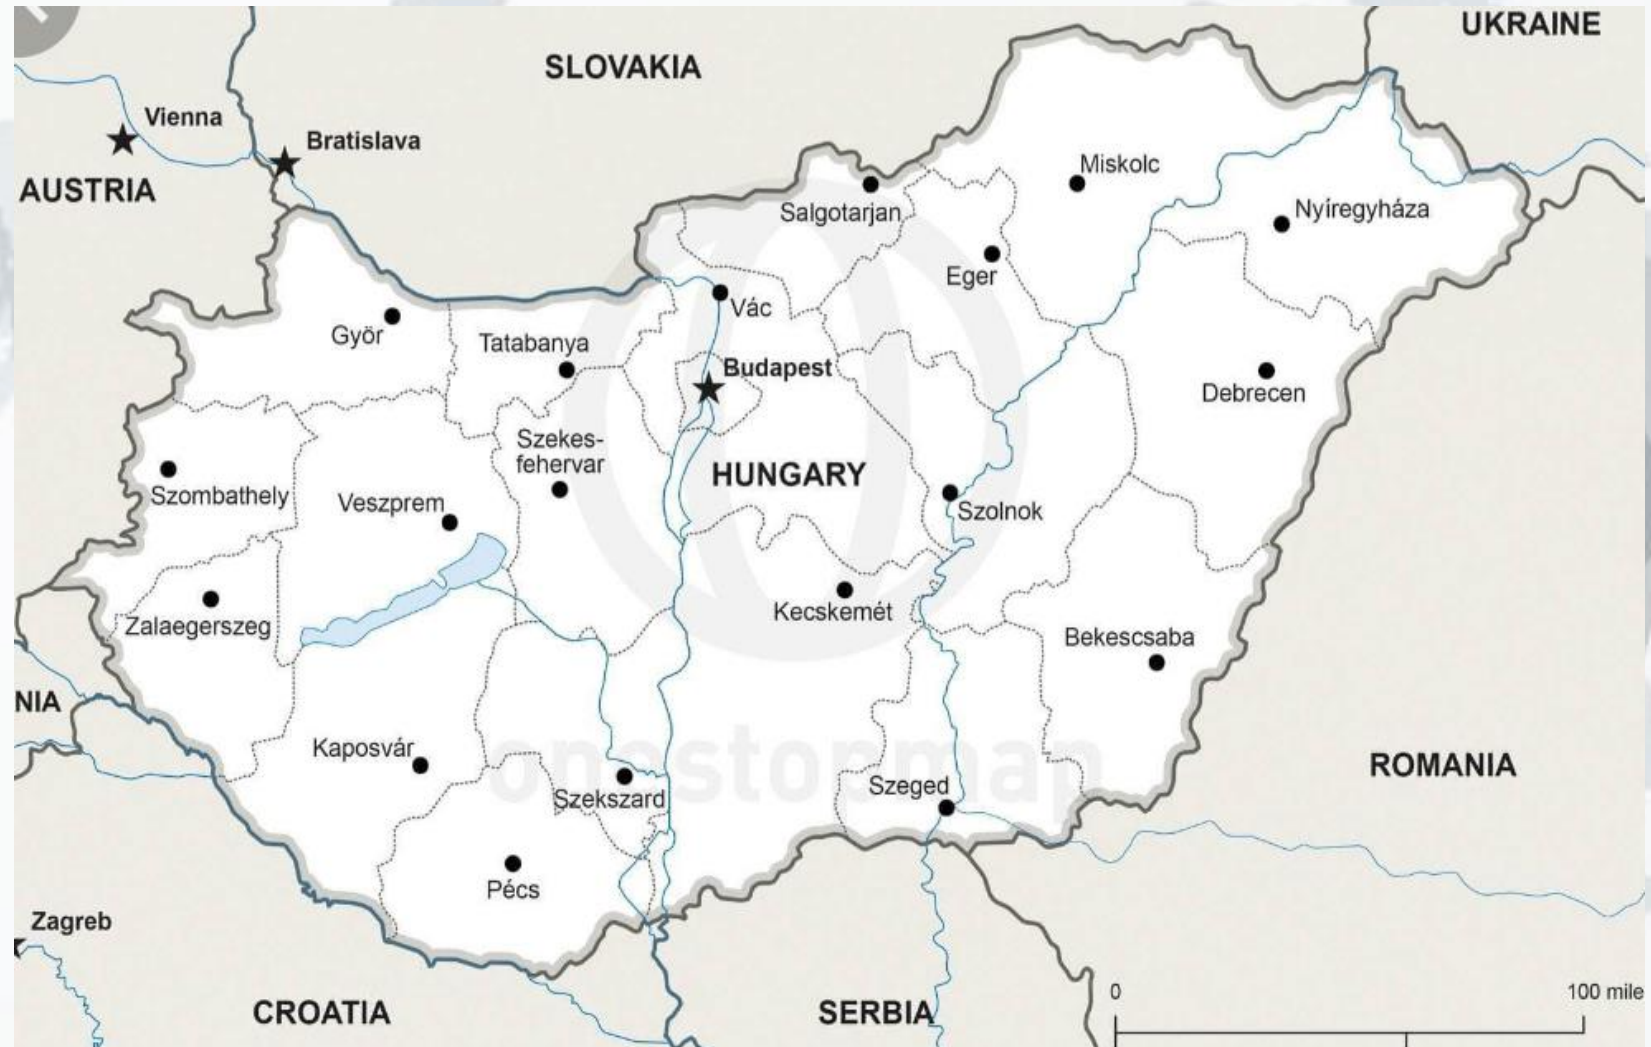 UKRAINE
SLOVAKIA
Vienna
Bratislava
AUSTRIA
Miskolc
Salgotarjan
Nyíregyháza
Eger
Vác
Györ
Tatabanya
Budapest
Debrecen
Szekes-
fehervar
HUNGARY
Szombathely
Veszprem
Szolnok
Kecskemét
Zalaegerszeg
Bekescsaba
NIA
Kaposvár
onestopmap
ROMANIA
Szeged
Szekszard
Pécs
Zagreb
0
100 mile
CROATIA
SERBIA